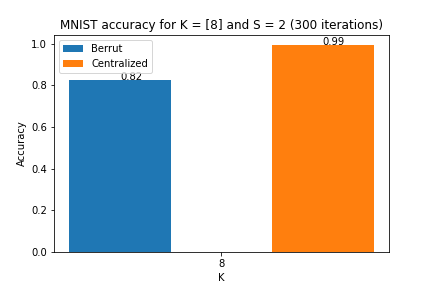 MNIST accuracy for K = [8] and S = 2 (300 iterations)
Berrut
Centralized
0.82
0.99
Accuracy
1.0
0.8
0.6
0.4
0.2
0.0
8
K